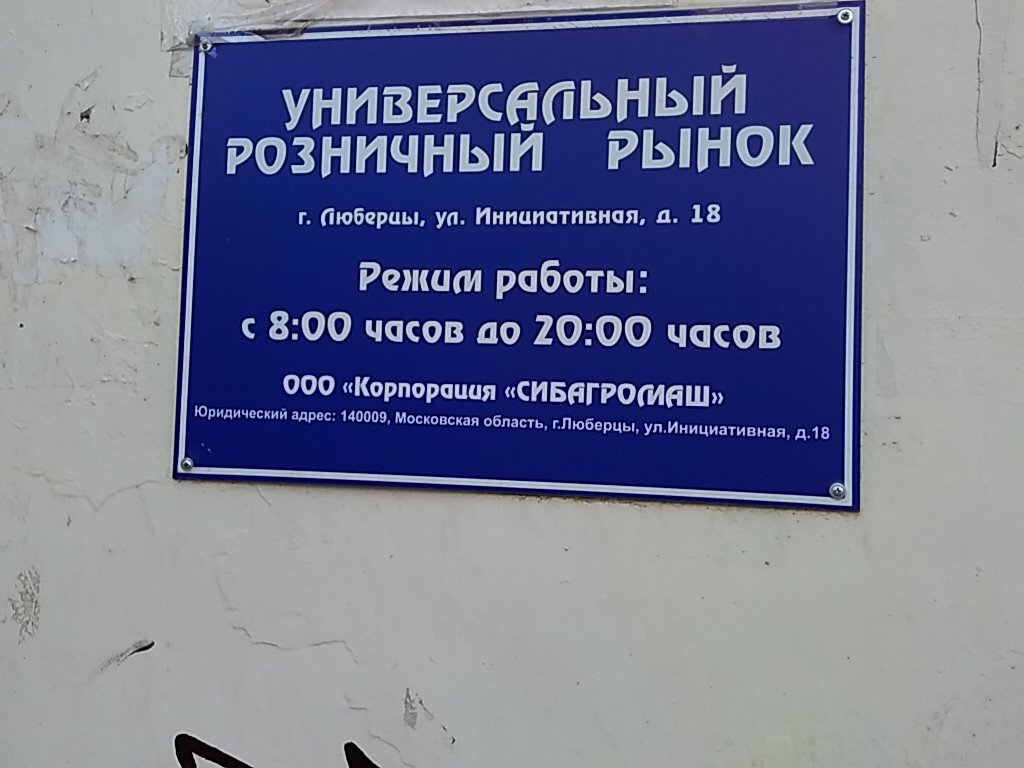 УНИВЕРСАЛЬНЫЙ
РОЗНИЧНЫЙ РЫНОК
г. Люберцы, ул. Инициативная, д. 18
Режим работы:
с 8:00 часов до 20:00 часов
ООО «Корпорация «СИБАГРОМАШ»
Юридический адрес: 140009, Московская область, г.Люберцы, ул.Инициативная, д.18